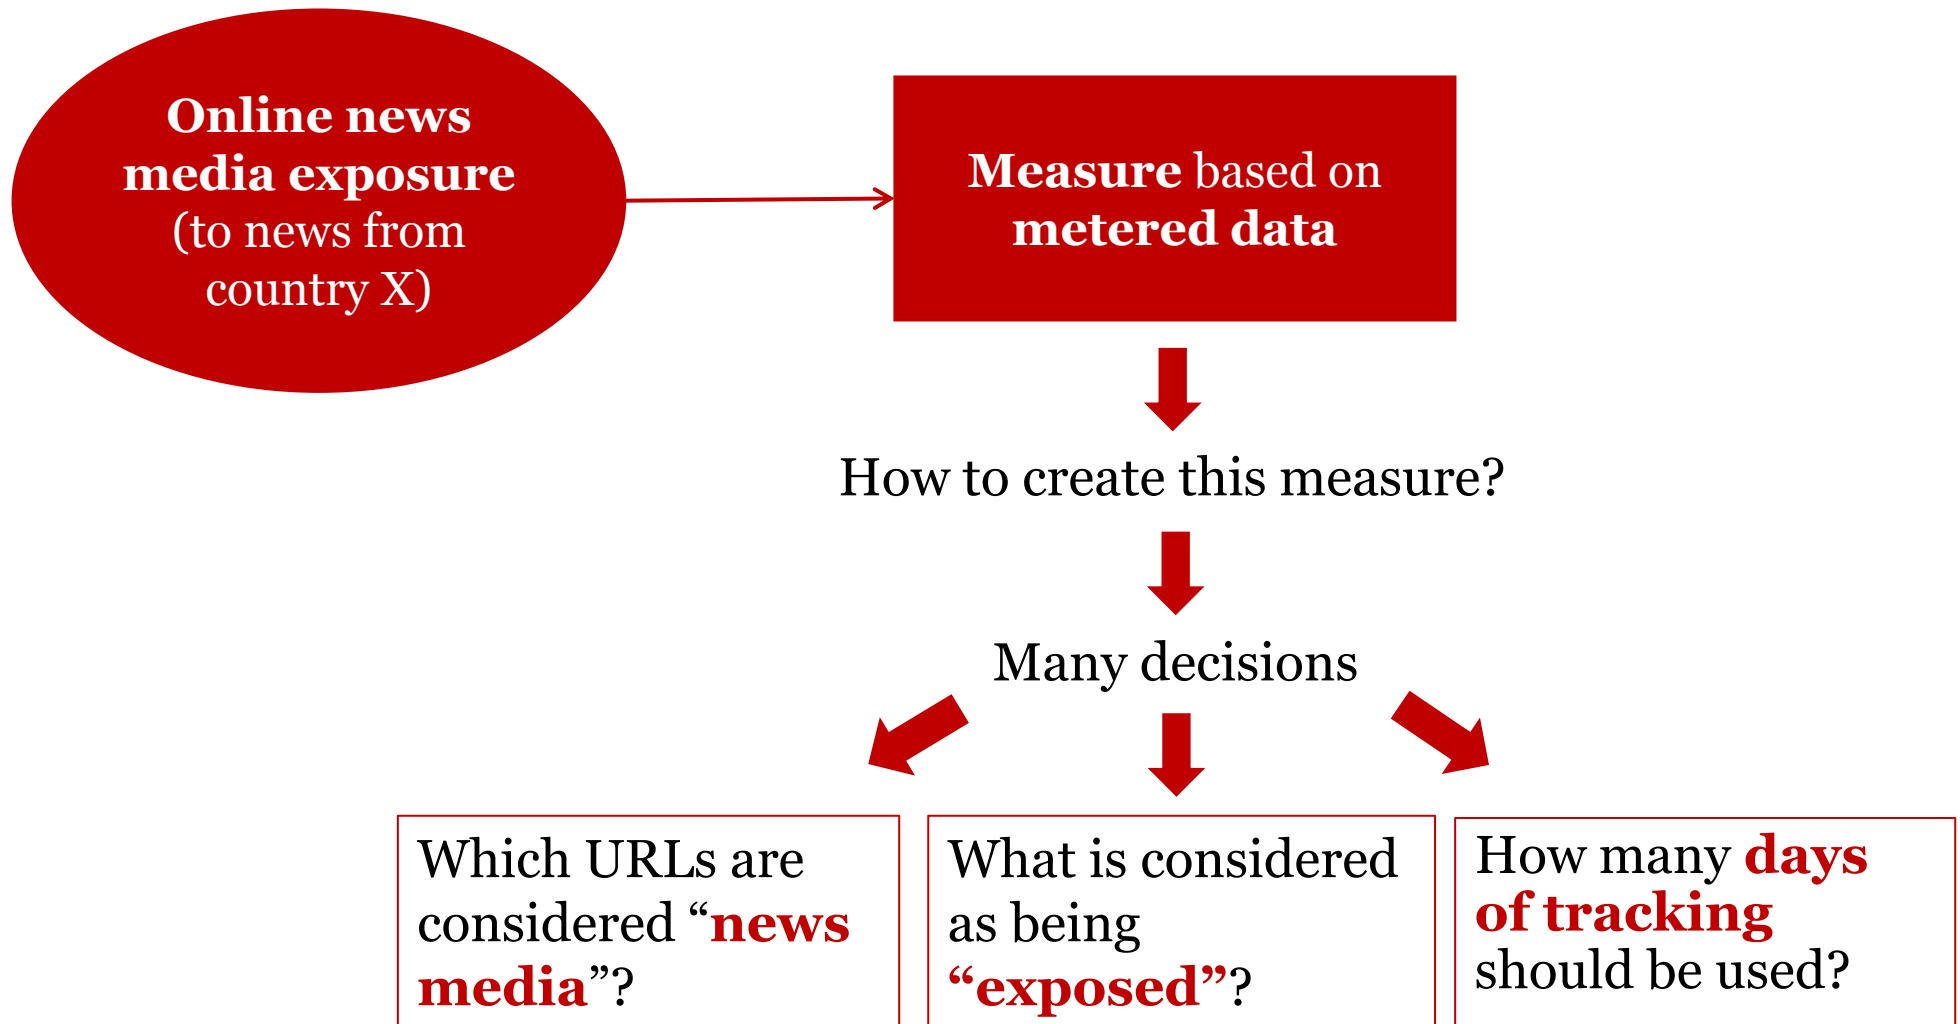 Online news
media exposure
(to news from
country X)
Measure based on
metered data
How to create this measure?
Many decisions
Which URLs are
considered “news
media”?
What is considered
as being
“exposed”?
How many days
of tracking
should be used?